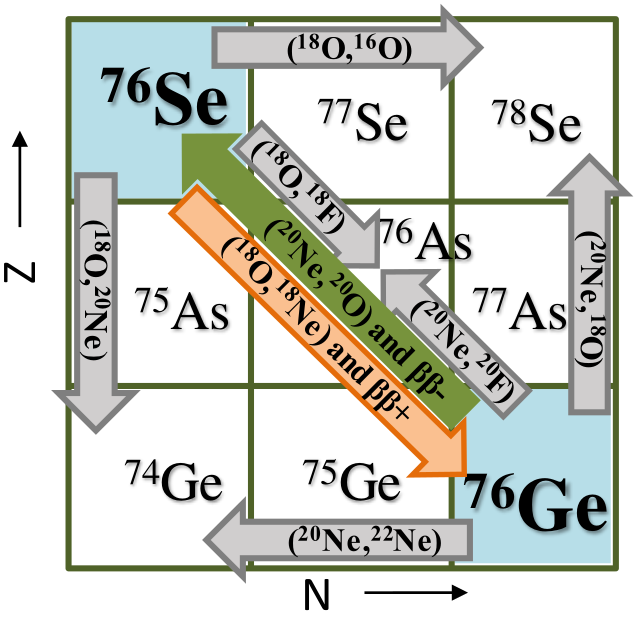 (¹⁸O,¹⁶O)
⁷⁶Se
⁷⁷Se
⁷⁸Se
(¹⁸O, ¹⁸F)
⁷⁶As
(¹⁸O,²⁰Ne)
(²⁰Ne, ²⁰O) and ββ-
(¹⁸O, ¹⁸Ne) and ββ+
(²⁰Ne, ²⁰F)
(²⁰Ne,¹⁸O)
Z
⁷⁵As
⁷⁷As
⁷⁴Ge
⁷⁵Ge
⁷⁶Ge
(²⁰Ne,²²Ne)
N